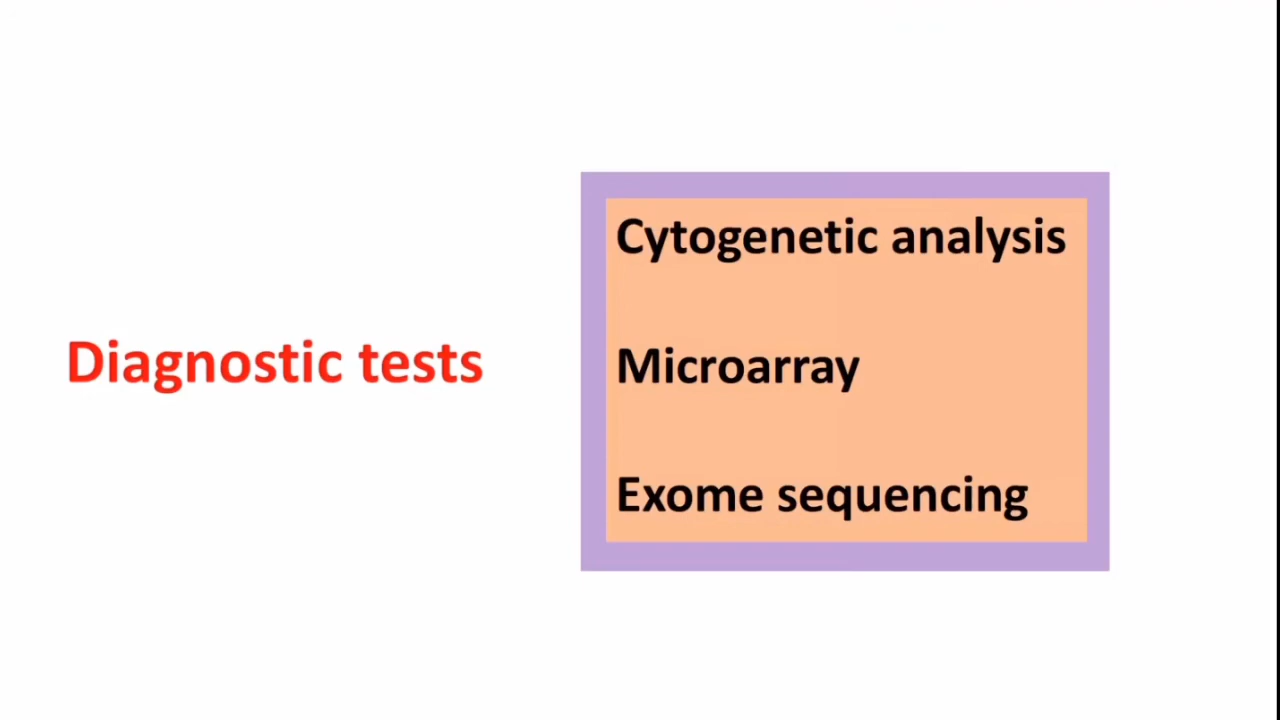 Diagnostic tests
Cytogenetic analysis
Microarray
Exome sequencing